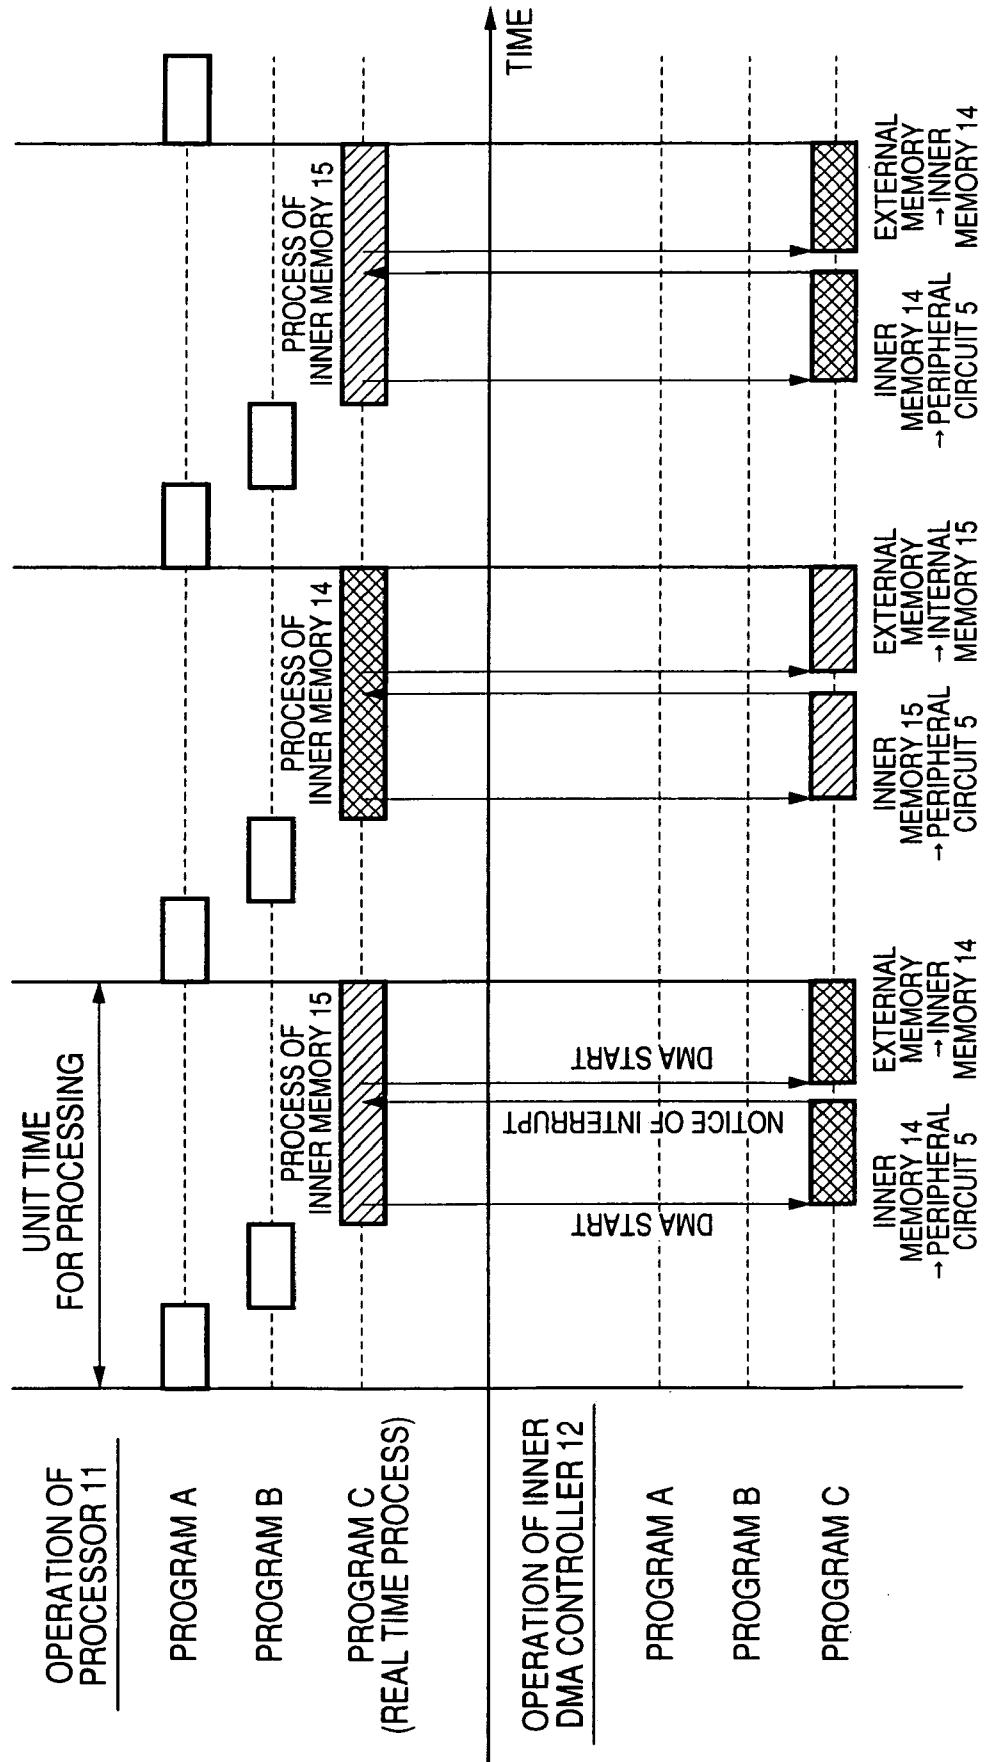 OPERATION OF
PROCESSOR 11
UNIT TIME
FOR PROCESSING
PROGRAM A
PROGRAM B
PROGRAM C
(REAL TIME PROCESS)
PROCESS OF
INNER MEMORY 15
PROCESS OF
INNER MEMORY 14
PROCESS OF
INNER MEMORY 15
TIME
OPERATION OF INNER
DMA CONTROLLER 12
DMA START
NOTICE OF INTERRUPT
DMA START
PROGRAM A
PROGRAM B
PROGRAM C
INNER
MEMORY 14
→ PERIPHERAL
CIRCUIT 5
EXTERNAL
MEMORY
→ INNER
MEMORY 14
INNER
MEMORY 15
→ PERIPHERAL
CIRCUIT 5
EXTERNAL
MEMORY
→ INTERNAL
MEMORY 15
INNER
MEMORY 14
→ PERIPHERAL
CIRCUIT 5
EXTERNAL
MEMORY
→ INNER
MEMORY 14